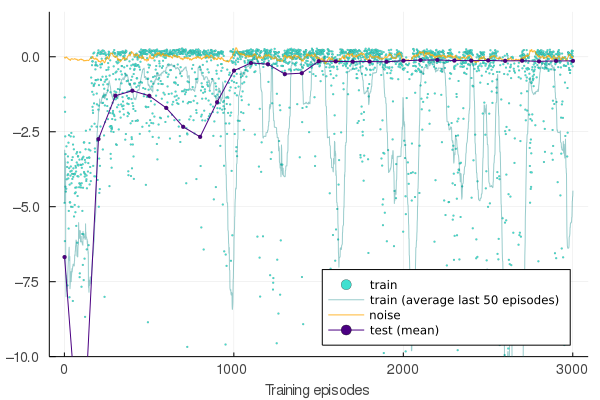 0.0
−2.5
−5.0
−7.5
−10.0
0
1000
2000
3000
Training episodes
train
train (average last 50 episodes)
noise
test (mean)